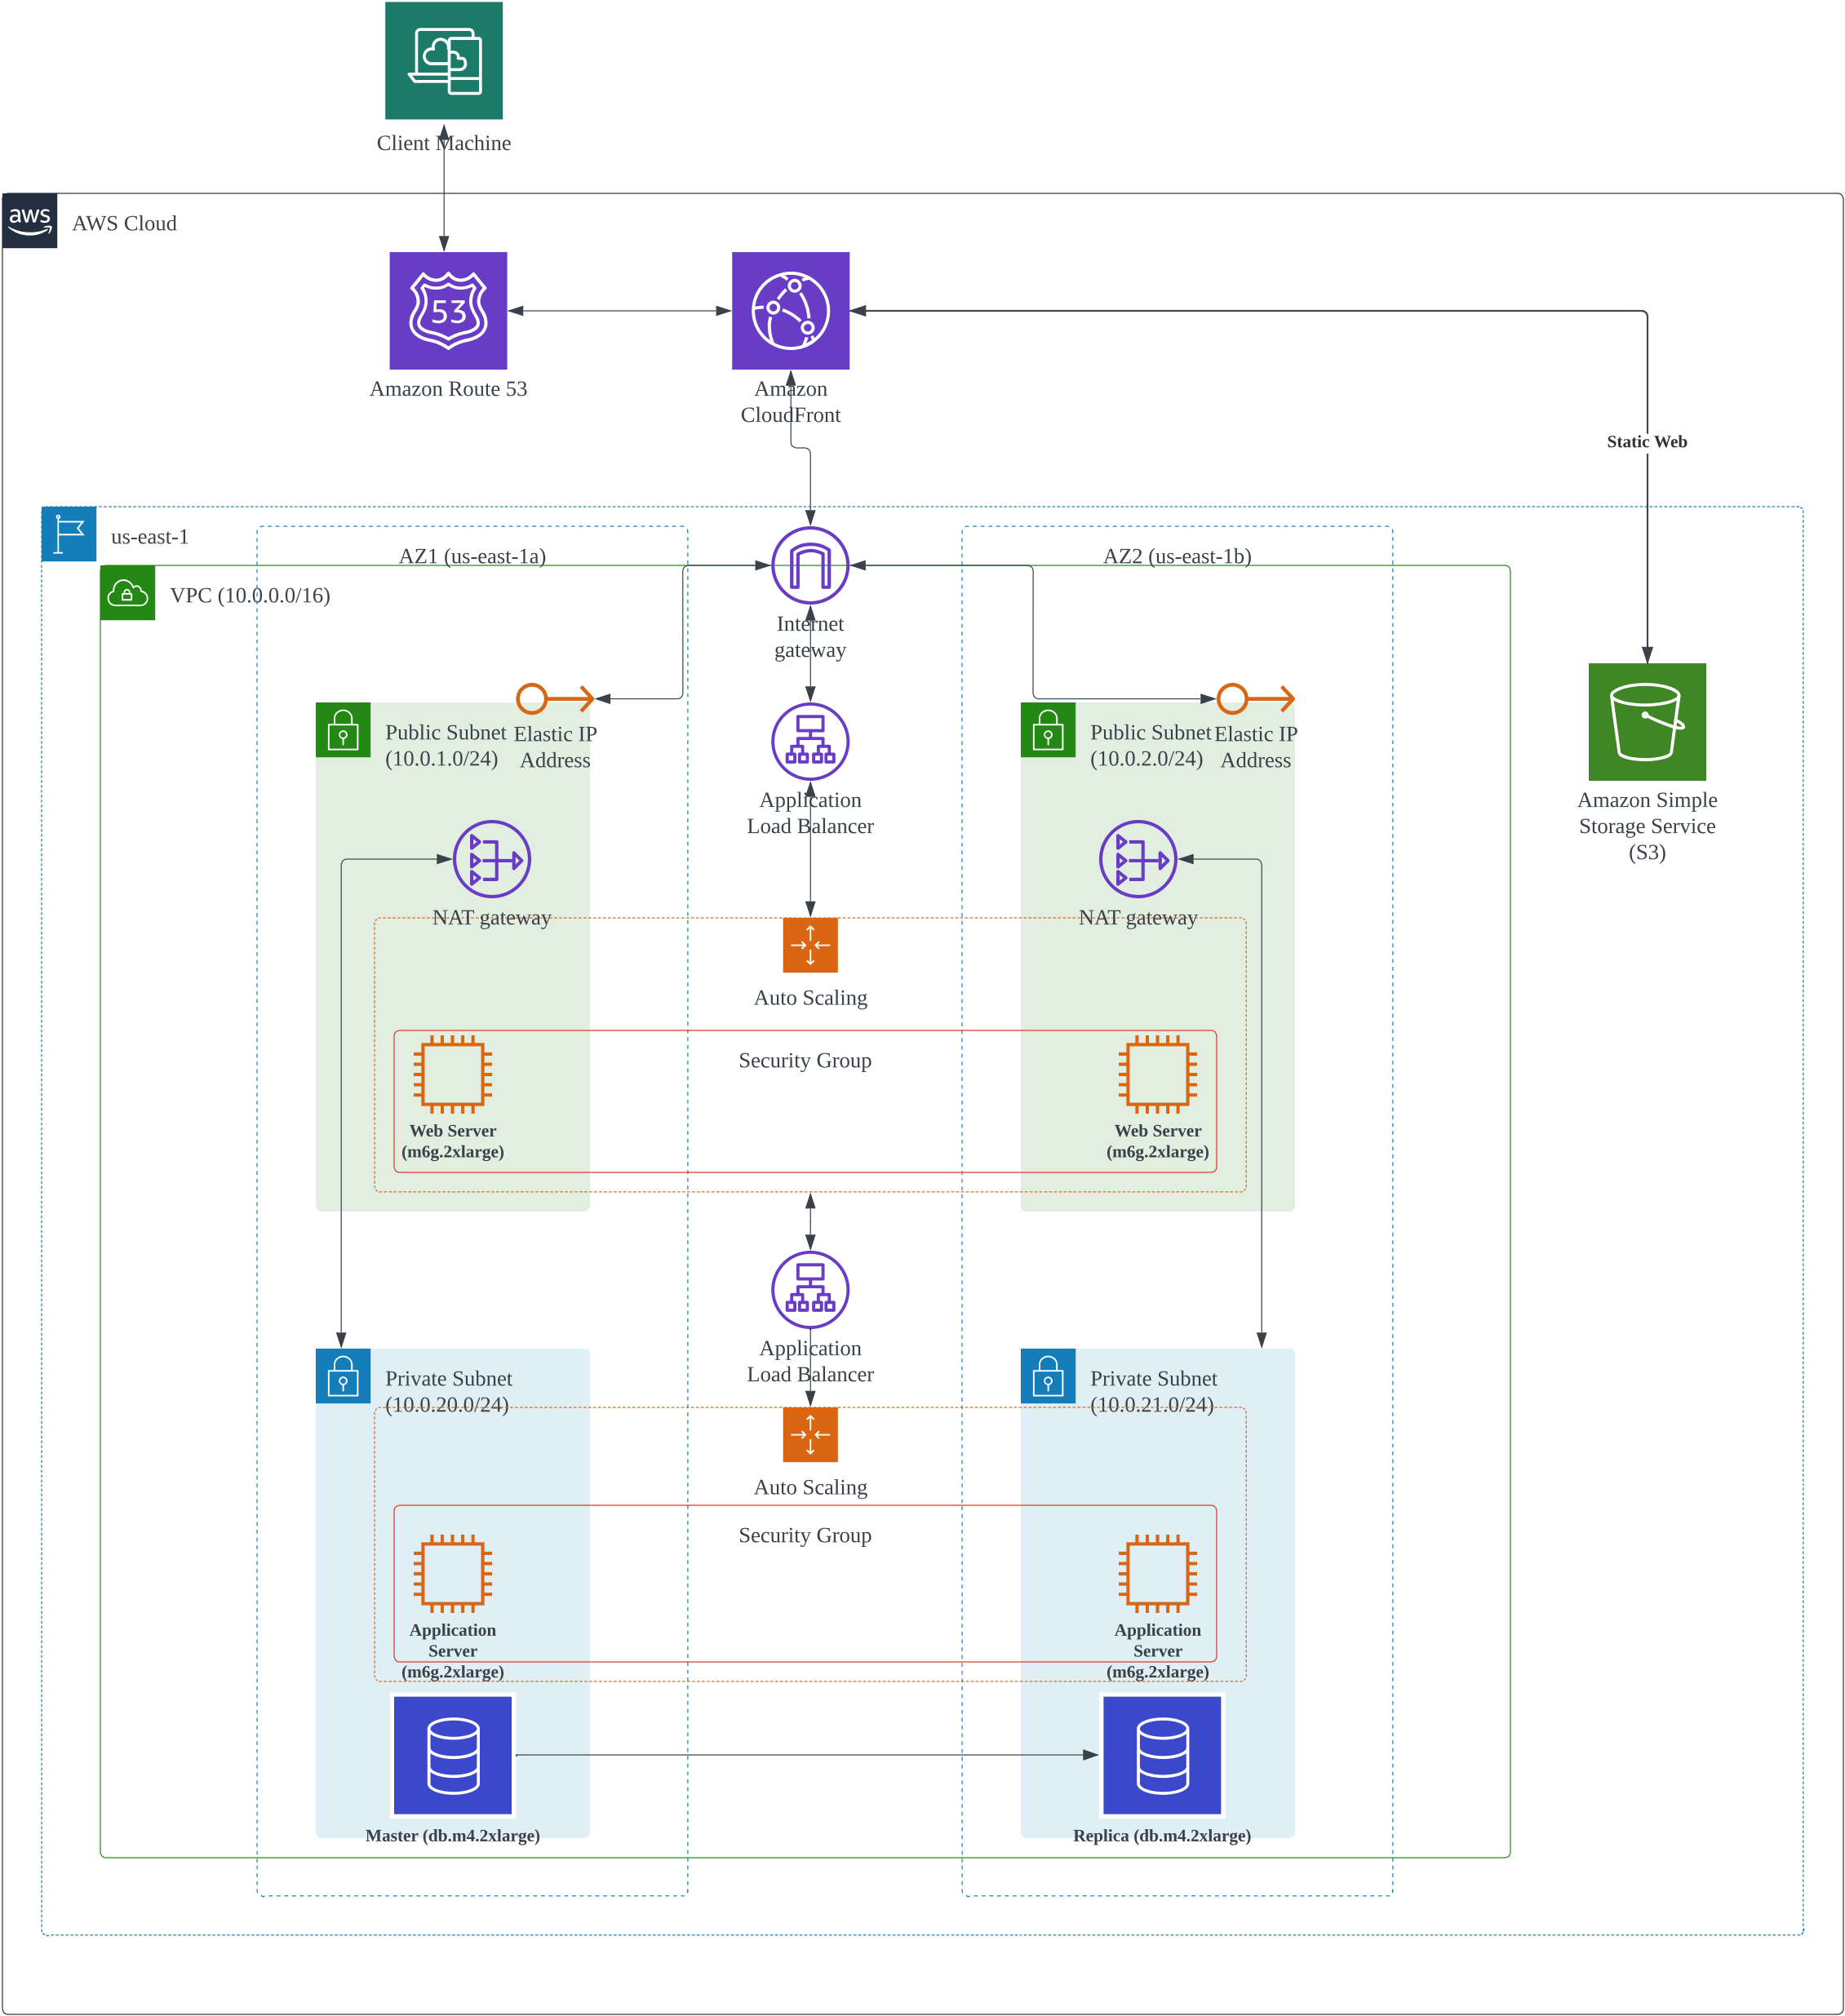 Client Machine
aws
AWS Cloud
53
Amazon Route 53
Amazon
CloudFront
Static Web
us-east-1
AZ1 (us-east-1a)
AZ2 (us-east-1b)
VPC (10.0.0.0/16)
Internet
gateway
Public Subnet
(10.0.1.0/24)
Elastic IP
Address
Application
Load Balancer
Public Subnet
(10.0.2.0/24)
Elastic IP
Address
Amazon Simple
Storage Service
(S3)
NAT gateway
NAT gateway
Auto Scaling
Security Group
Web Server
(m6g.2xlarge)
Web Server
(m6g.2xlarge)
Application
Load Balancer
Private Subnet
(10.0.20.0/24)
Private Subnet
(10.0.21.0/24)
Auto Scaling
Security Group
Application
Server
(m6g.2xlarge)
Application
Server
(m6g.2xlarge)
Master (db.m4.2xlarge)
Replica (db.m4.2xlarge)